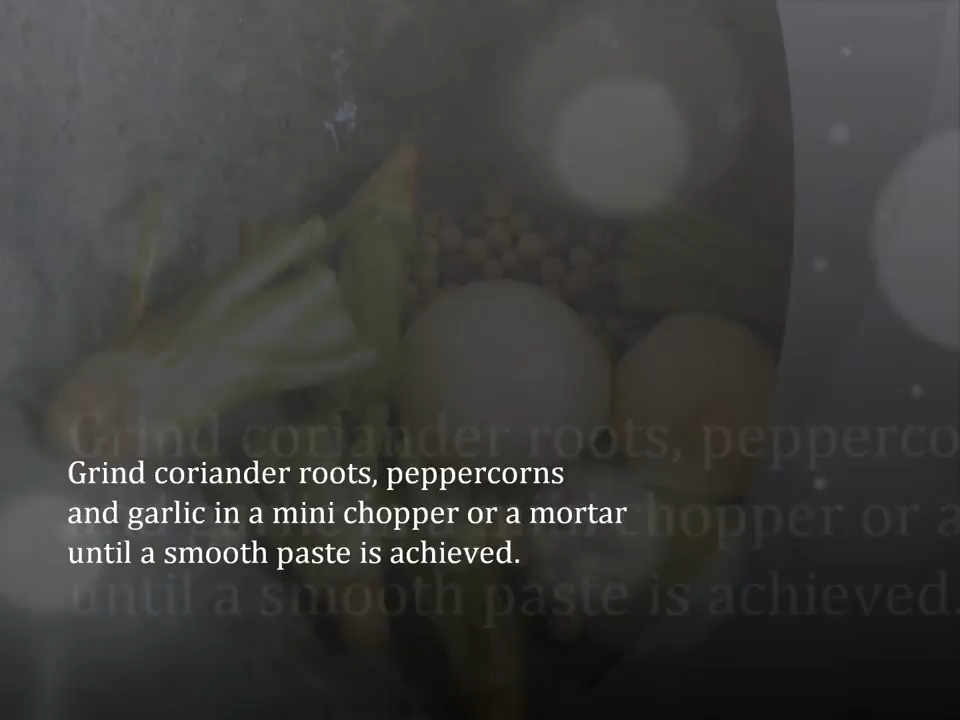 Grind coriander roots, peppercorns
and garlic in a mini chopper or a mortar
until a smooth paste is achieved.